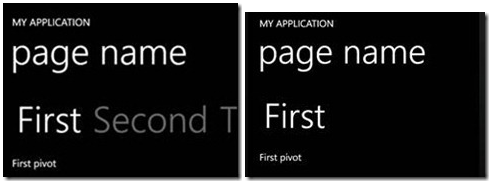 MY APPLICATION
page name
First Second T
First pivot
MY APPLICATION
page name
First
First pivot